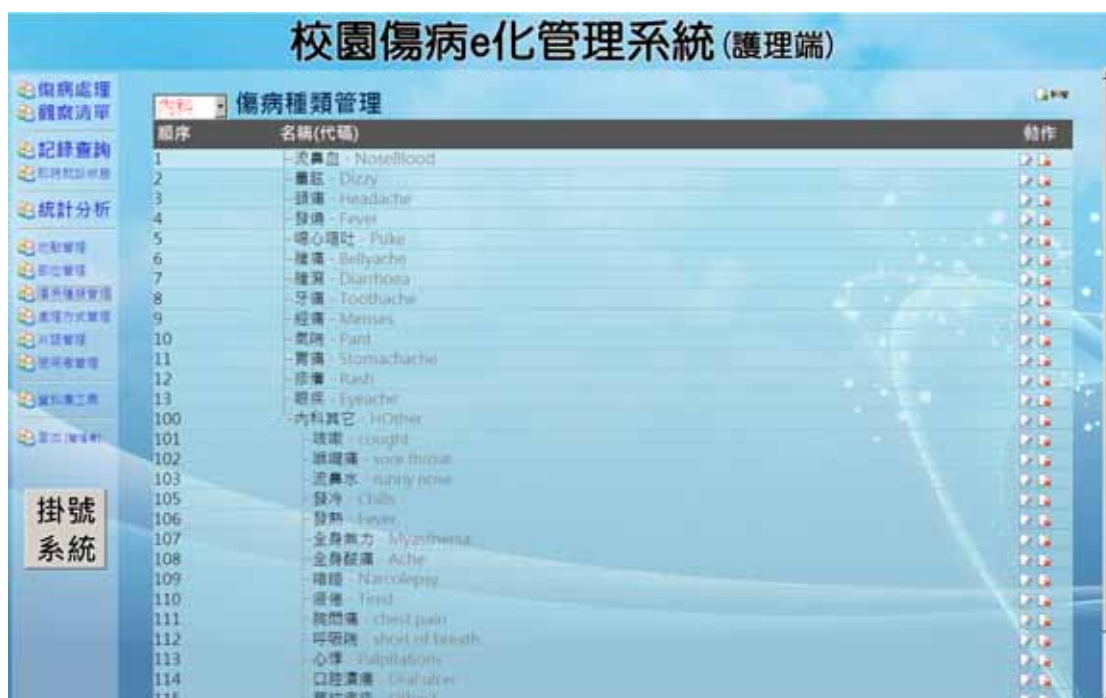 校園傷病e化管理系統(護理端)
傷病處理
觀察清單
記錄查詢
統計分析
掛號
系統
內科 傷病種類管理
順序 名稱(代碼) 動作
1 流鼻血 - NoseBlood
2 暈眩 - Dizzy
3 頭痛 - Headache
4 發燒 - Fever
5 噁心嘔吐 - Puke
6 腹痛 - Bellyache
7 腹瀉 - Diarrhoea
8 牙痛 - Toothache
9 經痛 - Menses
10 氣喘 - Pant
11 胃痛 - Stomachache
12 疹癢 - Rash
13 眼疾 - Eyeache
100 內科其它 - HOther
101 咳嗽 - cought
102 喉嚨痛 - sore throat
103 流鼻水 - runny nose
105 發冷 - Chills
106 發熱 - Fever
107 全身無力 - Myasthenia
108 全身酸痛 - Ache
109 嗜睡 - Narcolepsy
110 疲倦 - Tired
111 胸悶痛 - chest pain
112 呼吸喘 - short of breath
113 心悸 - Palpitations
114 口腔潰瘍 - Oral ulcer
115